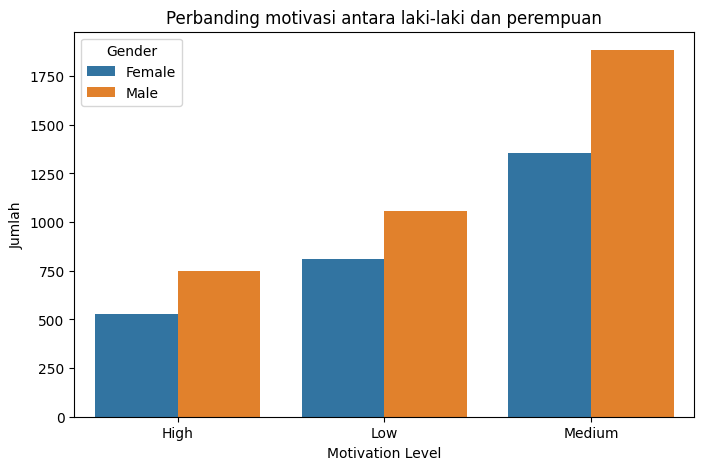 Perbanding motivasi antara laki-laki dan perempuan
Gender
Female
Male
1750
1500
1250
1000
750
500
250
0
Jumlah
High
Low
Medium
Motivation Level